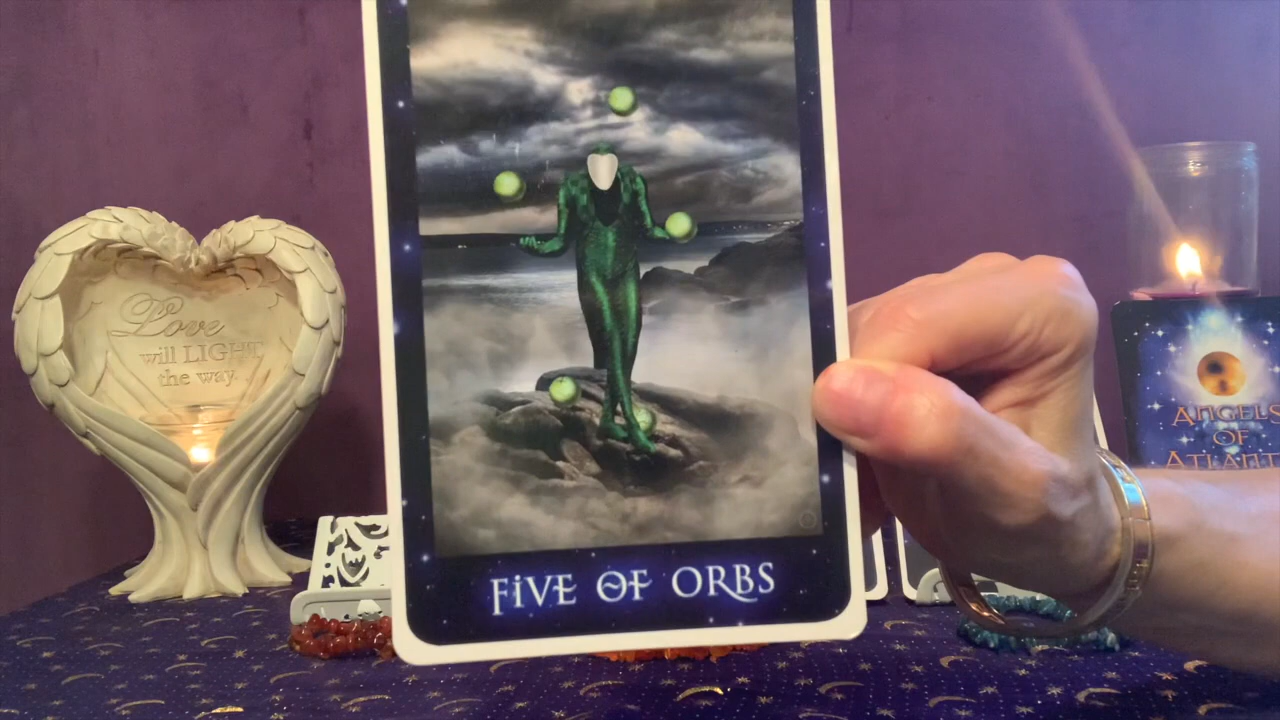 Love
will LIGHT
the way.
FIVE OF ORBS
ANGELS
OF